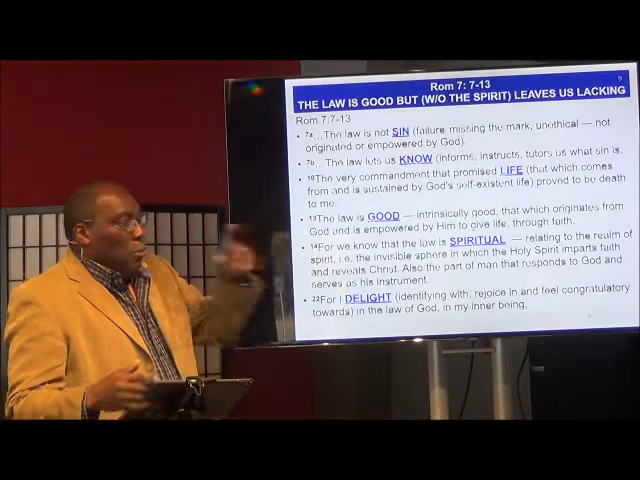 Rom 7: 7-13
9
THE LAW IS GOOD BUT (W/O THE SPIRIT) LEAVES US LACKING
Rom 7:7-13
• 7a…The law is not SIN (failure, missing the mark, unethical — not
originated or empowered by God).
• 7b…The law lets us KNOW (informs, instructs, tutors us what sin is.
• 10The very commandment that promised LIFE (that which comes
from and is sustained by God's self-existent life) proved to be death
to me.
• 13The law is GOOD — intrinsically good, that which originates from
God and is empowered by Him to give life, through faith.
• 14For we know that the law is SPIRITUAL — relating to the realm of
spirit, i.e. the invisible sphere in which the Holy Spirit imparts faith
and reveals Christ. Also the part of man that responds to God and
serves as his instrument.
• 22For I DELIGHT (identifying with, rejoice in and feel congratulatory
towards) in the law of God, in my inner being,